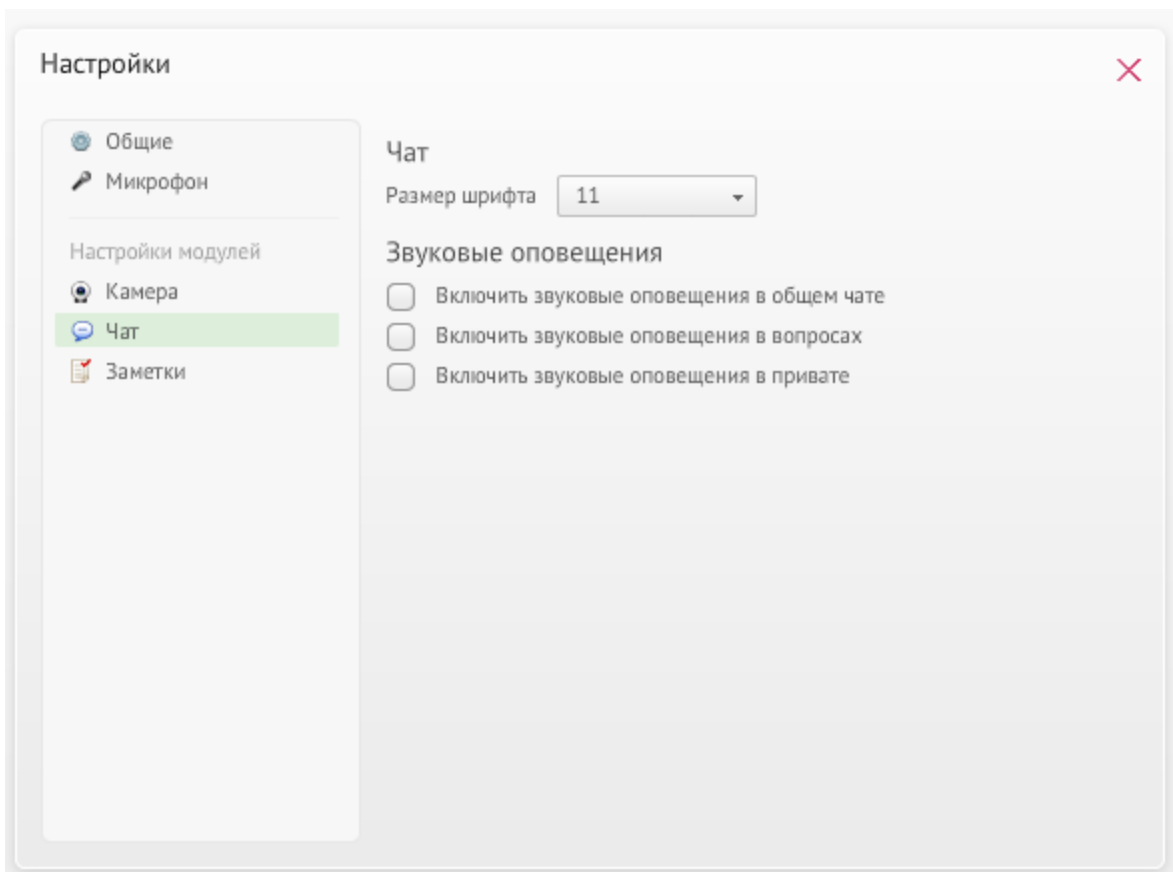 Настройки
Общие
Микрофон
Настройки модулей
Камера
Чат
Заметки
Чат
Размер шрифта 11
Звуковые оповещения
Включить звуковые оповещения в общем чате
Включить звуковые оповещения в вопросах
Включить звуковые оповещения в привате